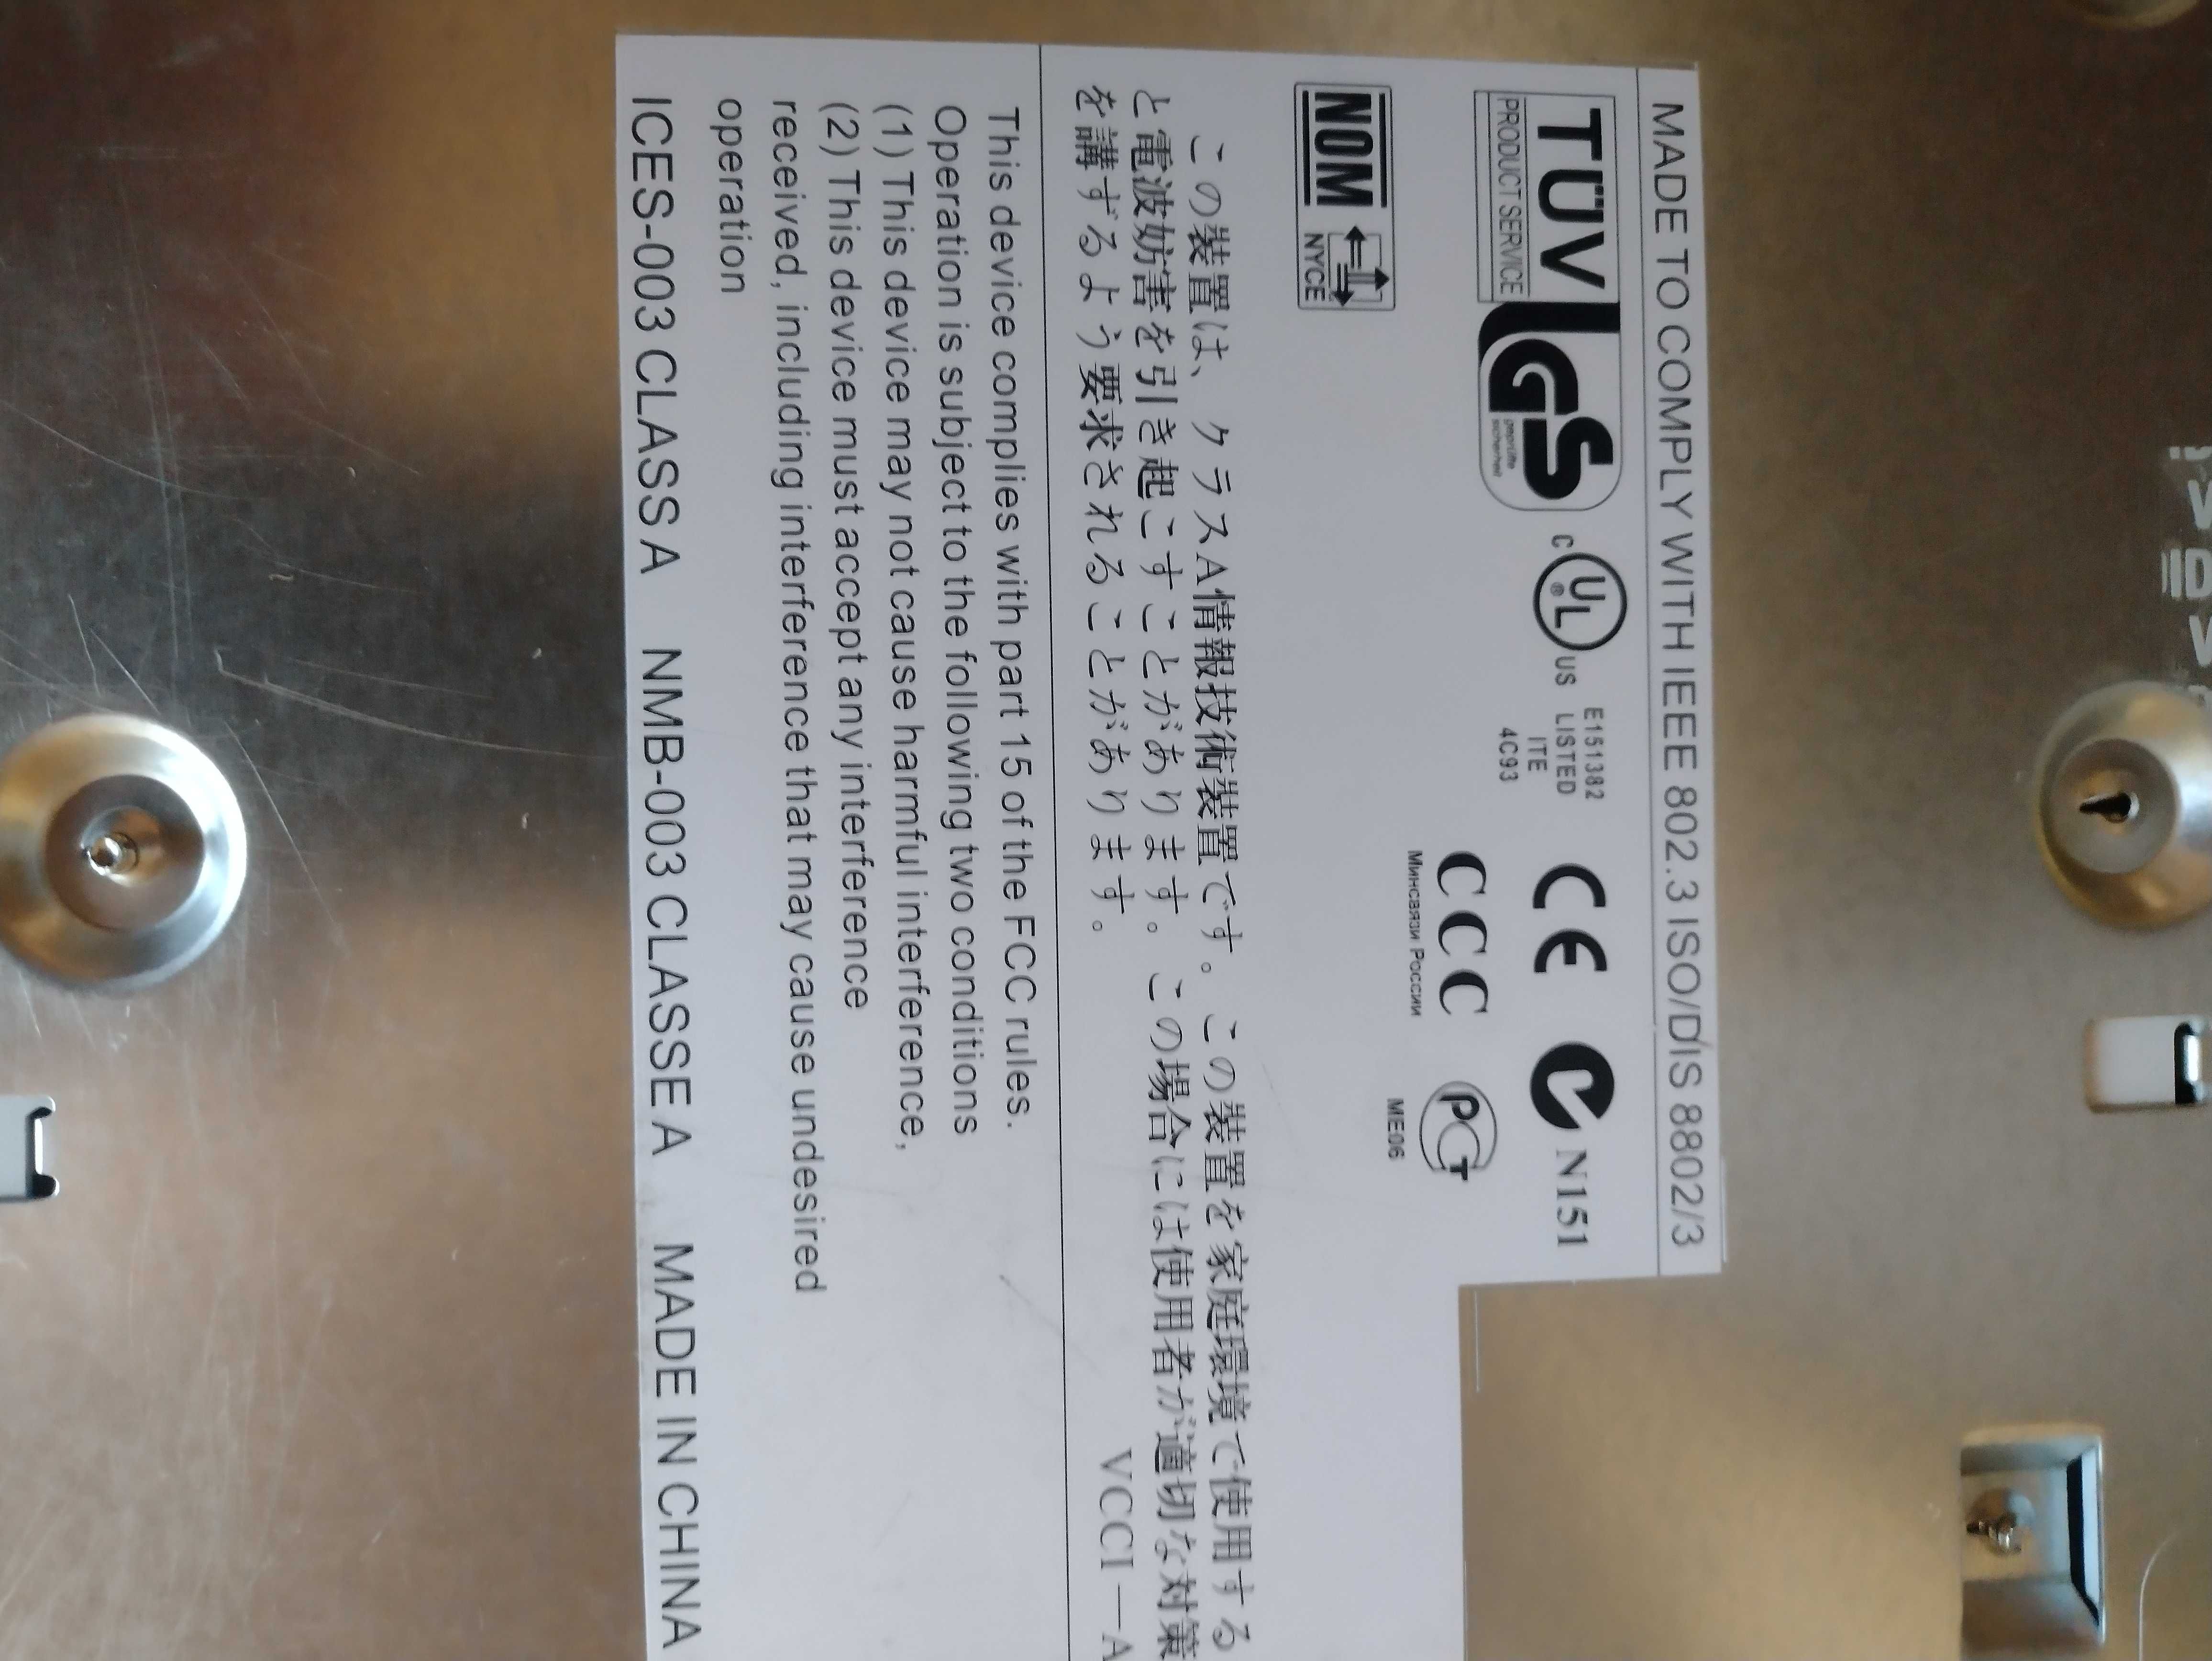 MADE TO COMPLY WITH IEEE 802.3 ISO/DIS 8802/3
TÜV
PRODUCT SERVICE
GS
geprüfte
sicherheit
C UL ® US
E151382
LISTED
ITE
4C93
CE
N151
CCC
Минсвязи России
PCT
ME06
NOM
NYCE
この装置は、クラスA情報技術装置です。この装置を家庭環境で使用する
と電波妨害を引き起こすことがあります。この場合には使用者が適切な対策
を講ずるよう要求されることがあります。
VCCI－A
This device complies with part 15 of the FCC rules.
Operation is subject to the following two conditions
(1) This device may not cause harmful interference,
(2) This device must accept any interference
received, including interference that may cause undesired
operation
ICES-003 CLASS A NMB-003 CLASSE A MADE IN CHINA